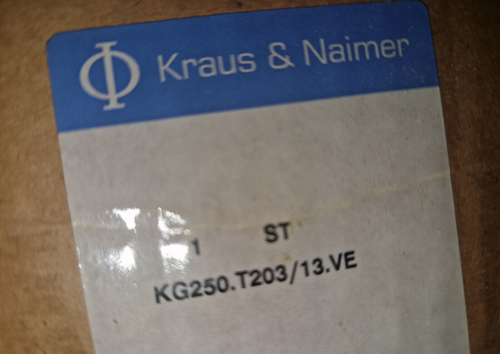 Kraus & Naimer
1 ST
KG250.T203/13.VE